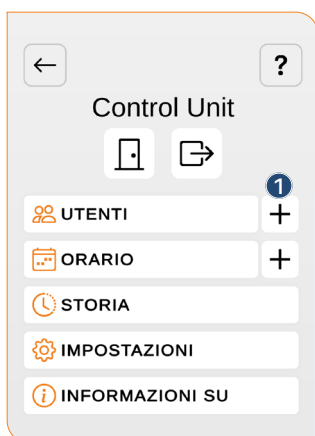 ?
Control Unit
1
UTENTI +
ORARIO +
STORIA
IMPOSTAZIONI
i INFORMAZIONI SU